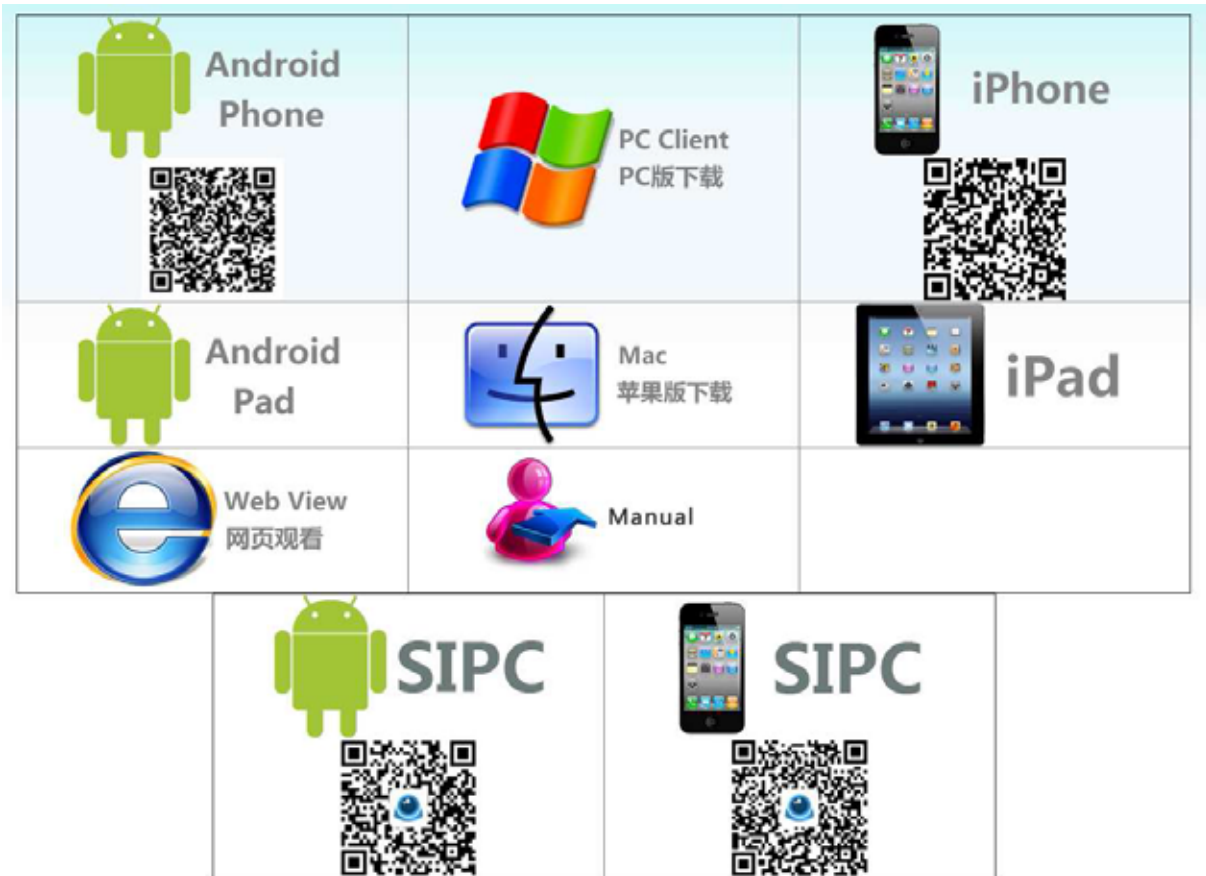 Android
Phone
PC Client
PC版下载
iPhone
Android
Pad
Mac
苹果版下载
iPad
Web View
网页观看
Manual
SIPC
SIPC